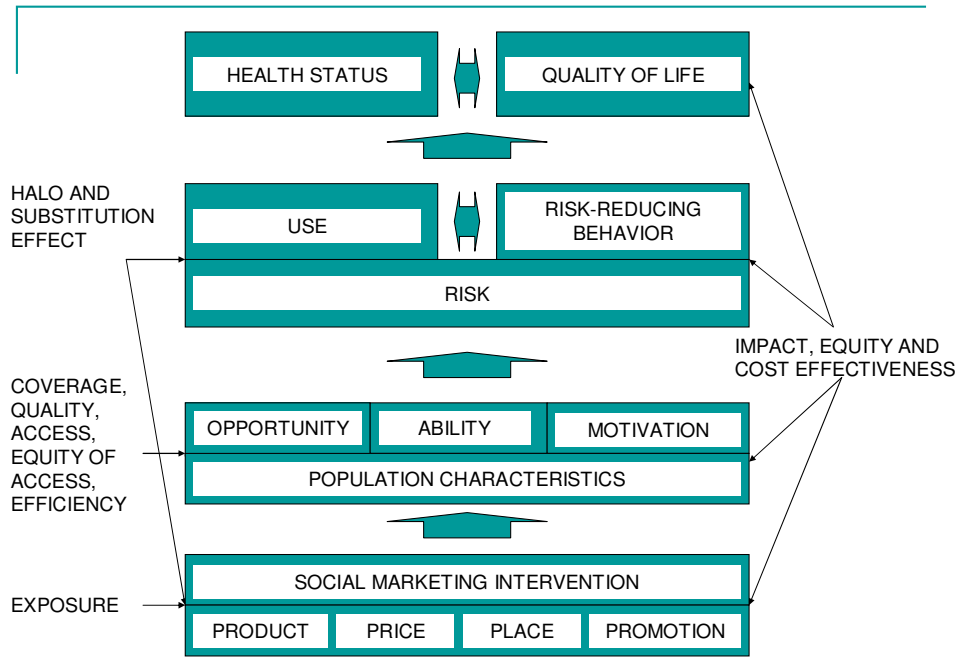 HEALTH STATUS
QUALITY OF LIFE
HALO AND
SUBSTITUTION
EFFECT
USE
RISK-REDUCING
BEHAVIOR
RISK
IMPACT, EQUITY AND
COST EFFECTIVENESS
COVERAGE,
QUALITY,
ACCESS,
EQUITY OF
ACCESS,
EFFICIENCY
OPPORTUNITY
ABILITY
MOTIVATION
POPULATION CHARACTERISTICS
SOCIAL MARKETING INTERVENTION
EXPOSURE
PRODUCT
PRICE
PLACE
PROMOTION